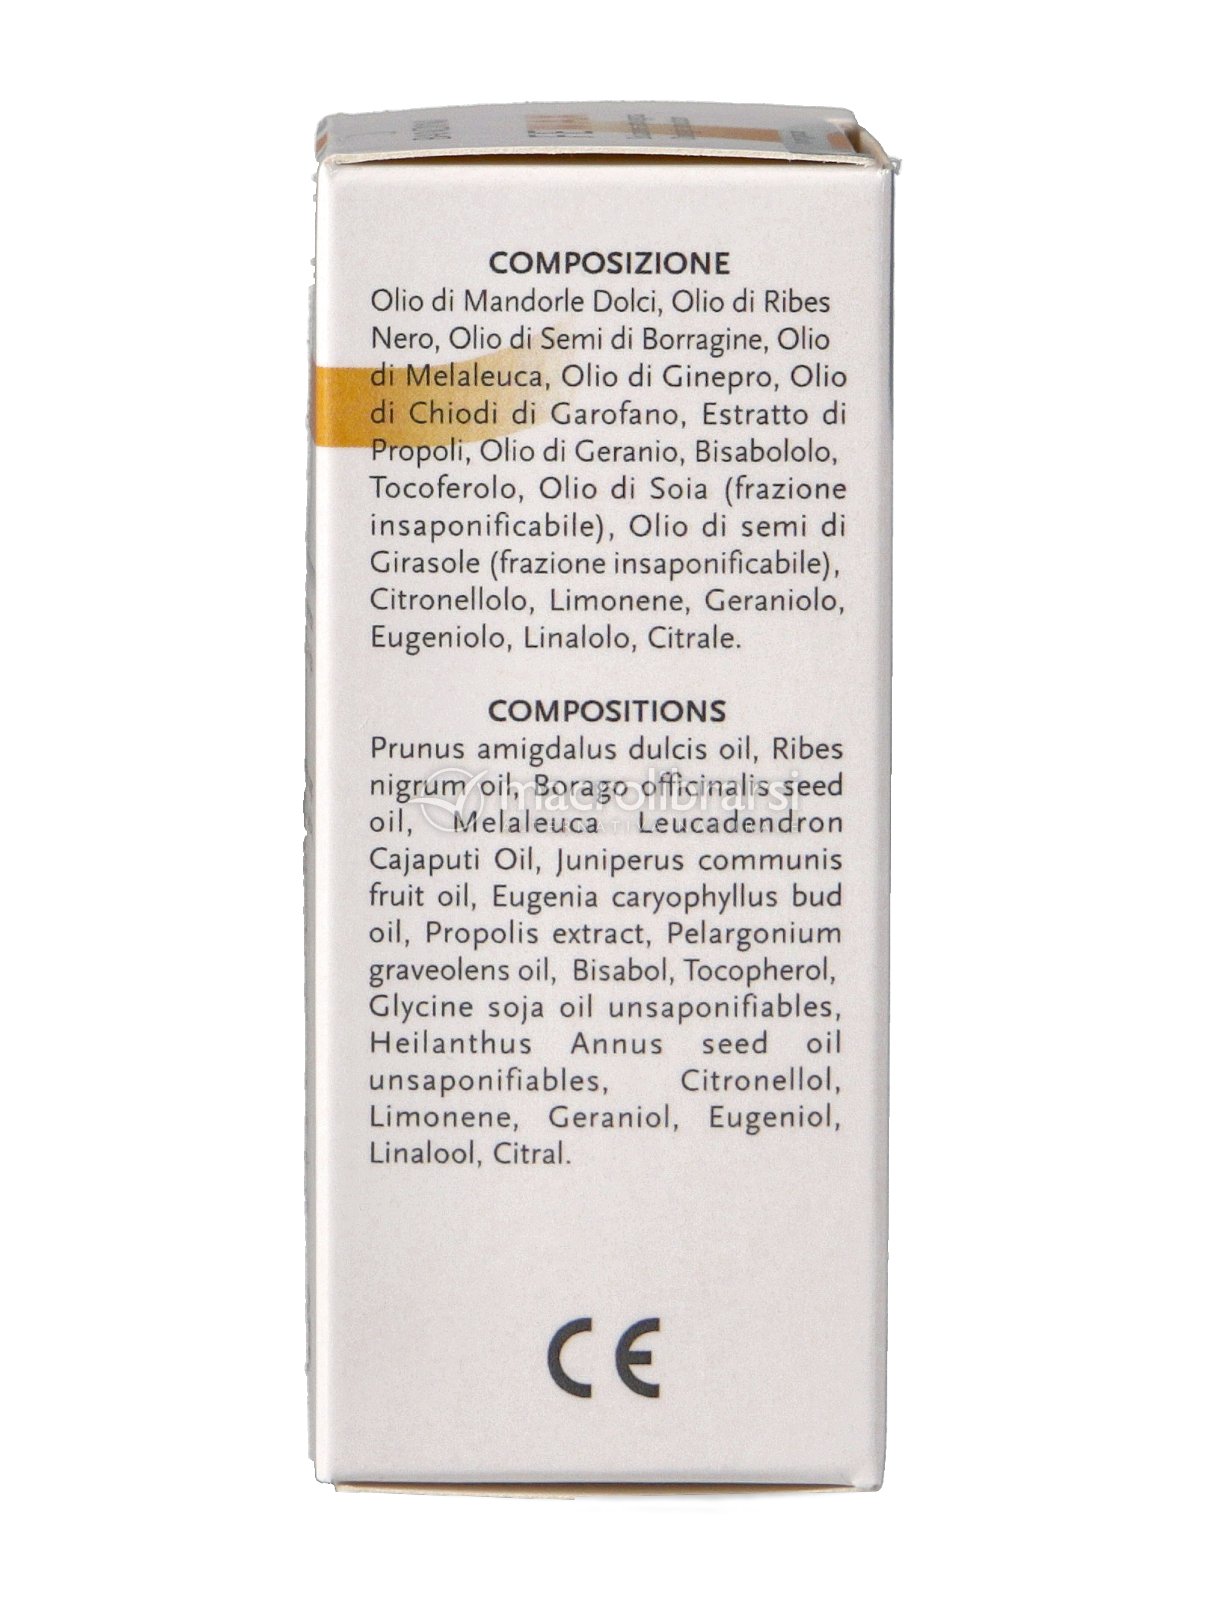 COMPOSIZIONE
Olio di Mandorle Dolci, Olio di Ribes
Nero, Olio di Semi di Borragine, Olio
di Melaleuca, Olio di Ginepro, Olio
di Chiodi di Garofano, Estratto di
Propoli, Olio di Geranio, Bisabololo,
Tocoferolo, Olio di Soia (frazione
insaponificabile), Olio di semi di
Girasole (frazione insaponificabile),
Citronellolo, Limonene, Geraniolo,
Eugeniolo, Linalolo, Citrale.
COMPOSITIONS
Prunus amigdalus dulcis oil, Ribes
nigrum oil, Borago officinalis seed
oil, Melaleuca Leucadendron
Cajaputi Oil, Juniperus communis
fruit oil, Eugenia caryophyllus bud
oil, Propolis extract, Pelargonium
graveolens oil, Bisabol, Tocopherol,
Glycine soja oil unsaponifiables,
Heilanthus Annus seed oil
unsaponifiables, Citronellol,
Limonene, Geraniol, Eugeniol,
Linalool, Citral.
macrolibrarsi
CE